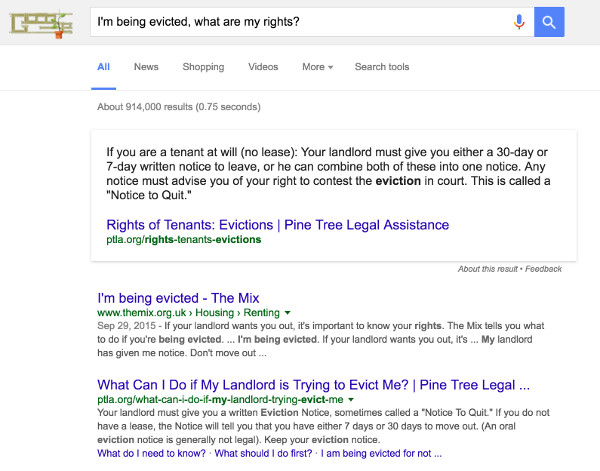 I'm being evicted, what are my rights?
All News Shopping Videos More Search tools
About 914,000 results (0.75 seconds)
If you are a tenant at will (no lease): Your landlord must give you either a 30-day or
7-day written notice to leave, or he can combine both of these into one notice. Any
notice must advise you of your right to contest the eviction in court. This is called a
"Notice to Quit."
Rights of Tenants: Evictions | Pine Tree Legal Assistance
ptla.org/rights-tenants-evictions
About this result • Feedback
I'm being evicted - The Mix
www.themix.org.uk › Housing › Renting
Sep 29, 2015 - If your landlord wants you out, it's important to know your rights. The Mix tells you what
to do if you're being evicted. ... I'm being evicted. If your landlord wants you out, it's ... My landlord
has given me notice. Don't move out ...
What Can I Do if My Landlord is Trying to Evict Me? | Pine Tree Legal ...
ptla.org/what-can-i-do-if-my-landlord-trying-evict-me
Your landlord must give you a written Eviction Notice, sometimes called a "Notice To Quit." If you do not
have a lease, the Notice will tell you that you have either 7 days or 30 days to move out. (An oral
eviction notice is generally not legal). Keep your eviction notice.
What do I need to know? · What should I do first? · I am being evicted for not ...